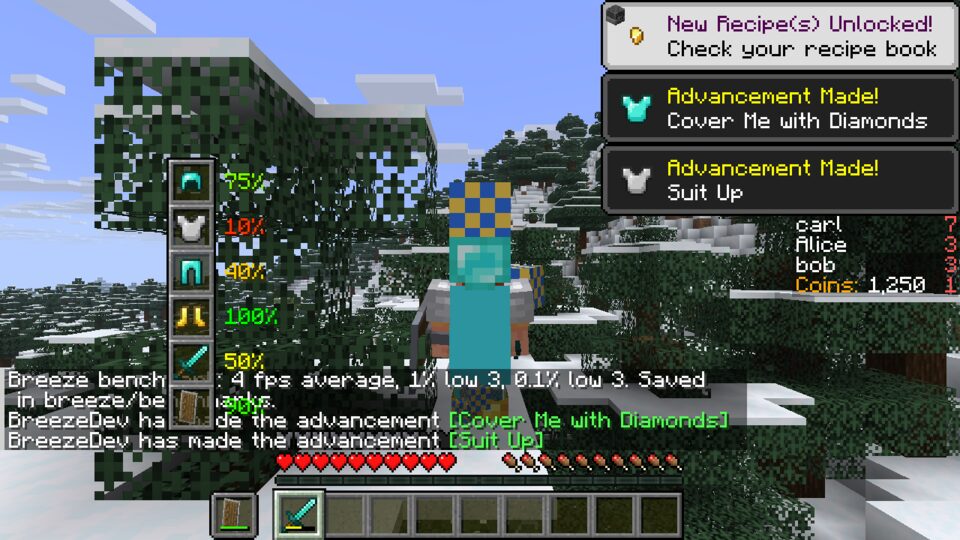 New Recipe(s) Unlocked!
Check your recipe book
Advancement Made!
Cover Me with Diamonds
Advancement Made!
Suit Up
carl 7
Alice 3
bob 3
Coins: 1,250 1
75%
10%
40%
100%
50%
90%
Breeze bench : 4 fps average, 1% low 3, 0.1% low 3. Saved
in breeze/be ks.
BreezeDev ha de the advancement [Cover Me with Diamonds]
BreezeDev has made the advancement [Suit Up]